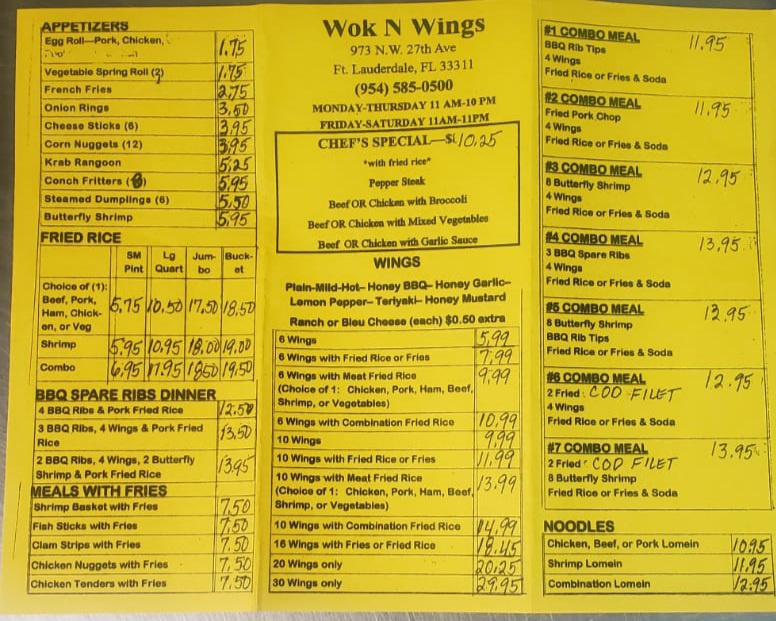 APPETIZERS
Egg Roll—Pork, Chicken, 1.75
Vegetable Spring Roll (2) 1.75
French Fries 2.75
Onion Rings 3.50
Cheese Sticks (6) 3.95
Corn Nuggets (12) 3.95
Krab Rangoon 5.25
Conch Fritters (8) 5.95
Steamed Dumplings (6) 5.50
Butterfly Shrimp 5.95
FRIED RICE
SM Pint Lg Quart Jum-bo Buck-et
Choice of (1):
Beef, Pork,
Ham, Chick-
en, or Veg 5.75 10.50 17.50 18.50
Shrimp 5.95 10.95 18.00 19.00
Combo 6.95 11.95 18.50 19.50
BBQ SPARE RIBS DINNER
4 BBQ Ribs & Pork Fried Rice 12.50
3 BBQ Ribs, 4 Wings & Pork Fried
Rice 13.50
2 BBQ Ribs, 4 Wings, 2 Butterfly
Shrimp & Pork Fried Rice 13.95
MEALS WITH FRIES
Shrimp Basket with Fries 7.50
Fish Sticks with Fries 7.50
Clam Strips with Fries 7.50
Chicken Nuggets with Fries 7.50
Chicken Tenders with Fries 7.50
Wok N Wings
973 N.W. 27th Ave
Ft. Lauderdale, FL 33311
(954) 585-0500
MONDAY-THURSDAY 11 AM-10 PM
FRIDAY-SATURDAY 11AM-11PM
CHEF'S SPECIAL—$10.25
*with fried rice*
Pepper Steak
Beef OR Chicken with Broccoli
Beef OR Chicken with Mixed Vegetables
Beef OR Chicken with Garlic Sauce
WINGS
Plain-Mild-Hot– Honey BBQ– Honey Garlic–
Lemon Pepper– Teriyaki– Honey Mustard
Ranch or Bleu Cheese (each) $0.50 extra
6 Wings 5.99
6 Wings with Fried Rice or Fries 7.99
6 Wings with Meat Fried Rice 9.99
(Choice of 1: Chicken, Pork, Ham, Beef,
Shrimp, or Vegetables)
6 Wings with Combination Fried Rice 10.99
10 Wings 9.99
10 Wings with Fried Rice or Fries 11.99
10 Wings with Meat Fried Rice 13.99
(Choice of 1: Chicken, Pork, Ham, Beef,
Shrimp, or Vegetables)
10 Wings with Combination Fried Rice 14.99
16 Wings with Fries or Fried Rice 18.45
20 Wings only 20.25
30 Wings only 29.95
#1 COMBO MEAL 11.95
BBQ Rib Tips
4 Wings
Fried Rice or Fries & Soda
#2 COMBO MEAL 11.95
Fried Pork Chop
4 Wings
Fried Rice or Fries & Soda
#3 COMBO MEAL 12.95
8 Butterfly Shrimp
4 Wings
Fried Rice or Fries & Soda
#4 COMBO MEAL 13.95
3 BBQ Spare Ribs
4 Wings
Fried Rice or Fries & Soda
#5 COMBO MEAL 13.95
8 Butterfly Shrimp
BBQ Rib Tips
Fried Rice or Fries & Soda
#6 COMBO MEAL 12.95
2 Fried COD FILET
4 Wings
Fried Rice or Fries & Soda
#7 COMBO MEAL 13.95
2 Fried COD FILET
8 Butterfly Shrimp
Fried Rice or Fries & Soda
NOODLES
Chicken, Beef, or Pork Lomein 10.95
Shrimp Lomein 11.95
Combination Lomein 12.95